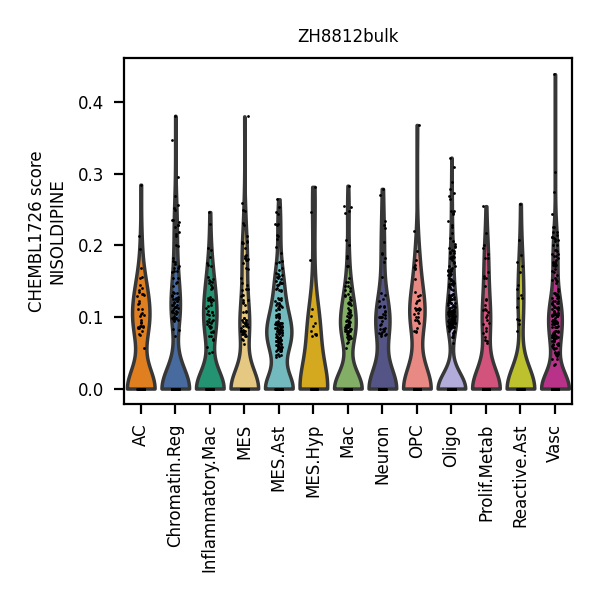 ZH8812bulk
CHEMBL1726 score
NISOLDIPINE
0.4
0.3
0.2
0.1
0.0
AC
Chromatin.Reg
Inflammatory.Mac
MES
MES.Ast
MES.Hyp
Mac
Neuron
OPC
Oligo
Prolif.Metab
Reactive.Ast
Vasc